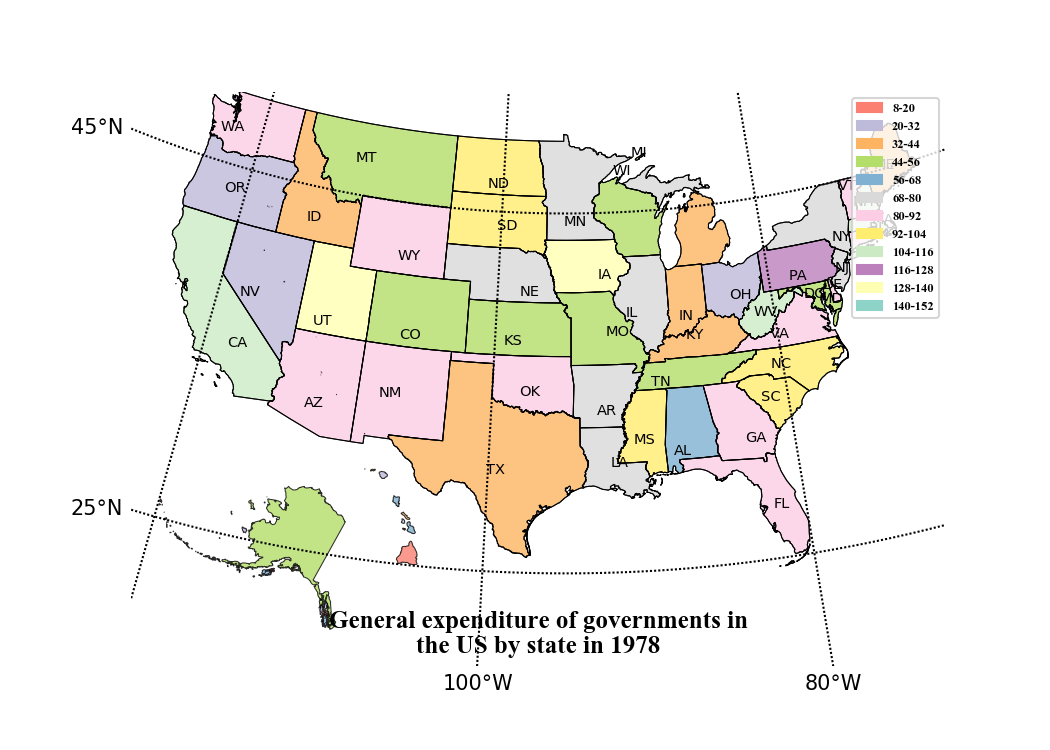 45°N
25°N
100°W
80°W
WA
OR
CA
NV
ID
MT
WY
UT
AZ
CO
NM
ND
SD
NE
KS
OK
TX
MN
IA
MO
AR
LA
WI
MI
IL
IN
OH
KY
TN
MS
AL
GA
FL
SC
NC
VA
WV
PA
NY
VT
NJ
DE
MD
DC
8-20
20-32
32-44
44-56
56-68
68-80
80-92
92-104
104-116
116-128
128-140
140-152
General expenditure of governments in
the US by state in 1978